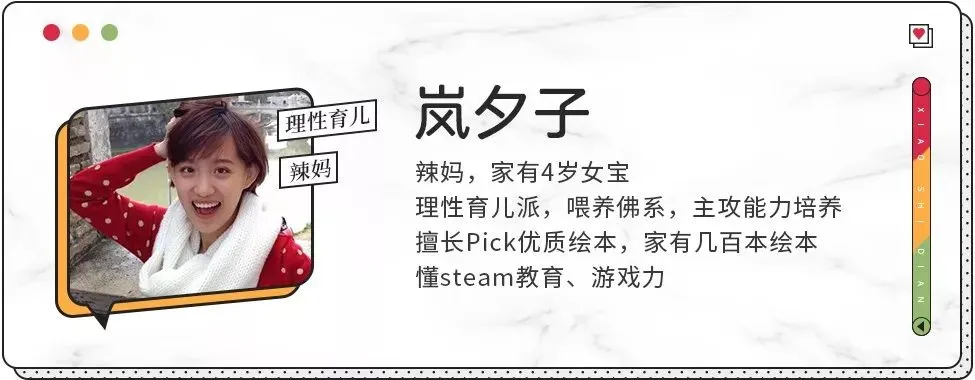 理性育儿
辣妈
岚夕子
辣妈，家有4岁女宝
理性育儿派，喂养佛系，主攻能力培养
擅长Pick优质绘本，家有几百本绘本
懂steam教育、游戏力
XIAO SHI DIAN